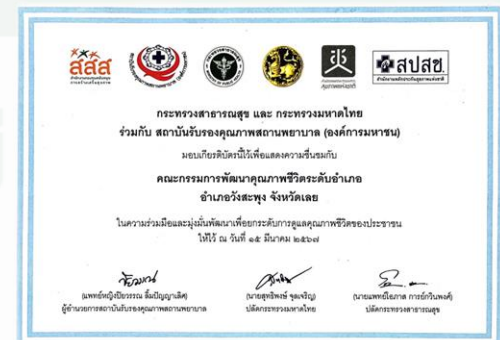 สสส
สปสช
กระทรวงสาธารณสุข และ กระทรวงมหาดไทย
ร่วมกับ สถาบันรับรองคุณภาพสถานพยาบาล (องค์การมหาชน)
มอบเกียรติบัตรนี้ไว้เพื่อแสดงความชื่นชมกับ
คณะกรรมการพัฒนาคุณภาพชีวิตระดับอำเภอ
อำเภอวังสะพุง จังหวัดเลย
ในความร่วมมือและมุ่งมั่นพัฒนาเพื่อยกระดับการดูแลคุณภาพชีวิตของประชาชน
ให้ไว้ ณ วันที่ ๑๕ มีนาคม ๒๕๖๗
(แพทย์หญิงปิยวรรณ ลิ้มปัญญาเลิศ)
ผู้อำนวยการสถาบันรับรองคุณภาพสถานพยาบาล
(นายสุทธิพงษ์ จุลเจริญ)
ปลัดกระทรวงมหาดไทย
(นายแพทย์โอภาส การย์กวินพงศ์)
ปลัดกระทรวงสาธารณสุข